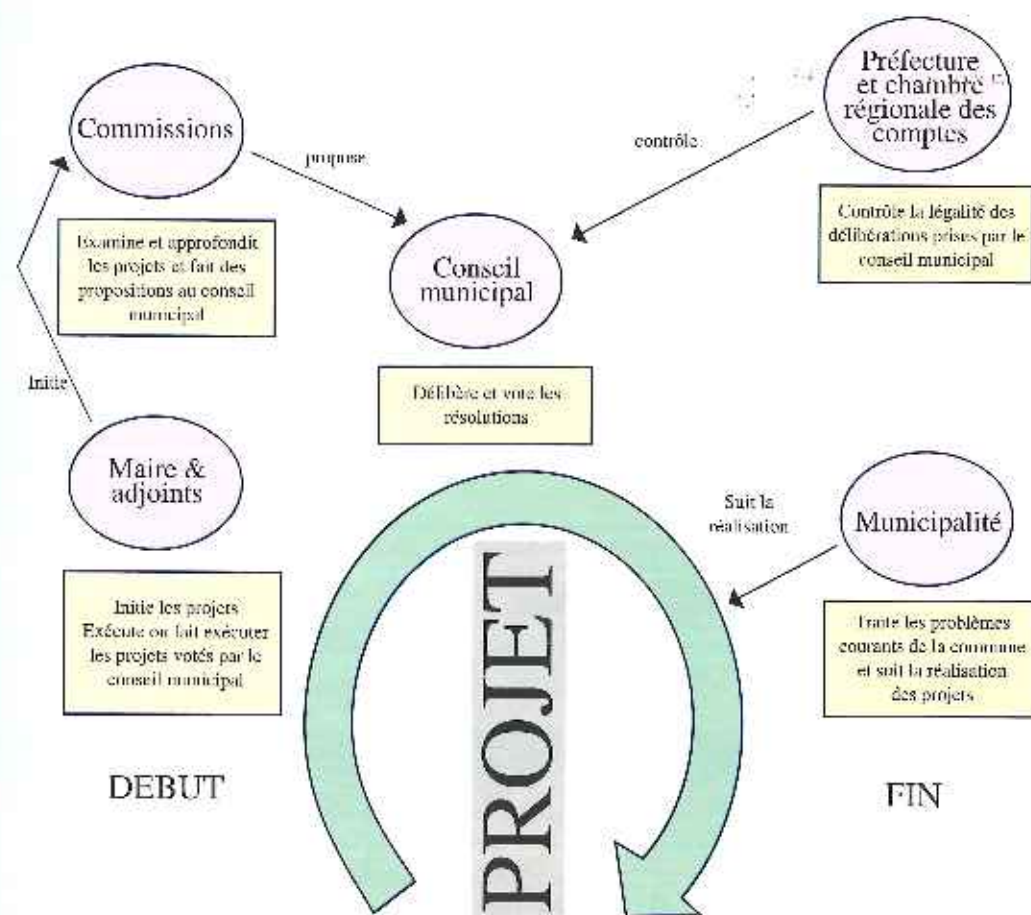 Commissions
Examine et approfondit
les projets et fait des
propositions au conseil
municipal
propose
Conseil
municipal
Délibère et vote les
résolutions
contrôle
Préfecture
et chambre
régionale des
comptes
Contrôle la légalité des
délibérations prises par le
conseil municipal
Initie
Maire &
adjoints
Initie les projets
Exécute ou fait exécuter
les projets votés par le
conseil municipal
DEBUT
PROJET
Suit la
réalisation
Municipalité
Traite les problèmes
courants de la commune
et suit la réalisation
des projets
FIN